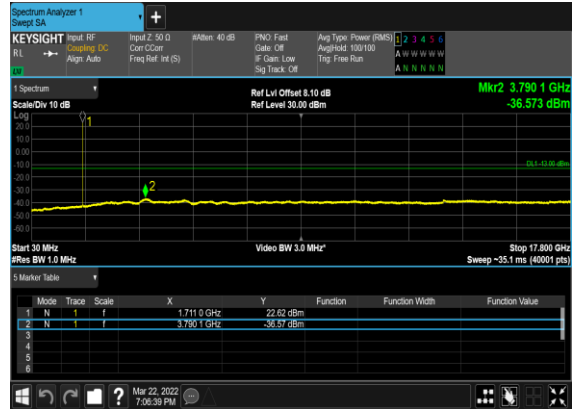 Spectrum Analyzer 1
Swept SA
+
KEYSIGHT Input: RF Input Z: 50 Ω #Atten: 40 dB PNO: Fast Avg Type: Power (RMS) 1 2 3 4 5 6
RL Coupling: DC Corr CCorr Gate: Off Avg|Hold: 100/100 A W W W W W
Align: Auto Freq Ref: Int (S) IF Gain: Low Trig: Free Run
Sig Track: Off A N N N N N
1 Spectrum Ref Lvl Offset 8.10 dB Mkr2 3.790 1 GHz
Scale/Div 10 dB Ref Level 30.00 dBm -36.573 dBm
Log
20.0
10.0
0.00
-10.0
-20.0
-30.0
-40.0
-50.0
-60.0
1
2
DL1 -13.00 dBm
Start 30 MHz Video BW 3.0 MHz* Stop 17.800 GHz
#Res BW 1.0 MHz Sweep ~35.1 ms (40001 pts)
5 Marker Table
Mode Trace Scale X Y Function Function Width Function Value
1 N 1 f 1.711 0 GHz 22.62 dBm
2 N 1 f 3.790 1 GHz -36.57 dBm
3
4
5
6
? Mar 22, 2022
7:06:39 PM